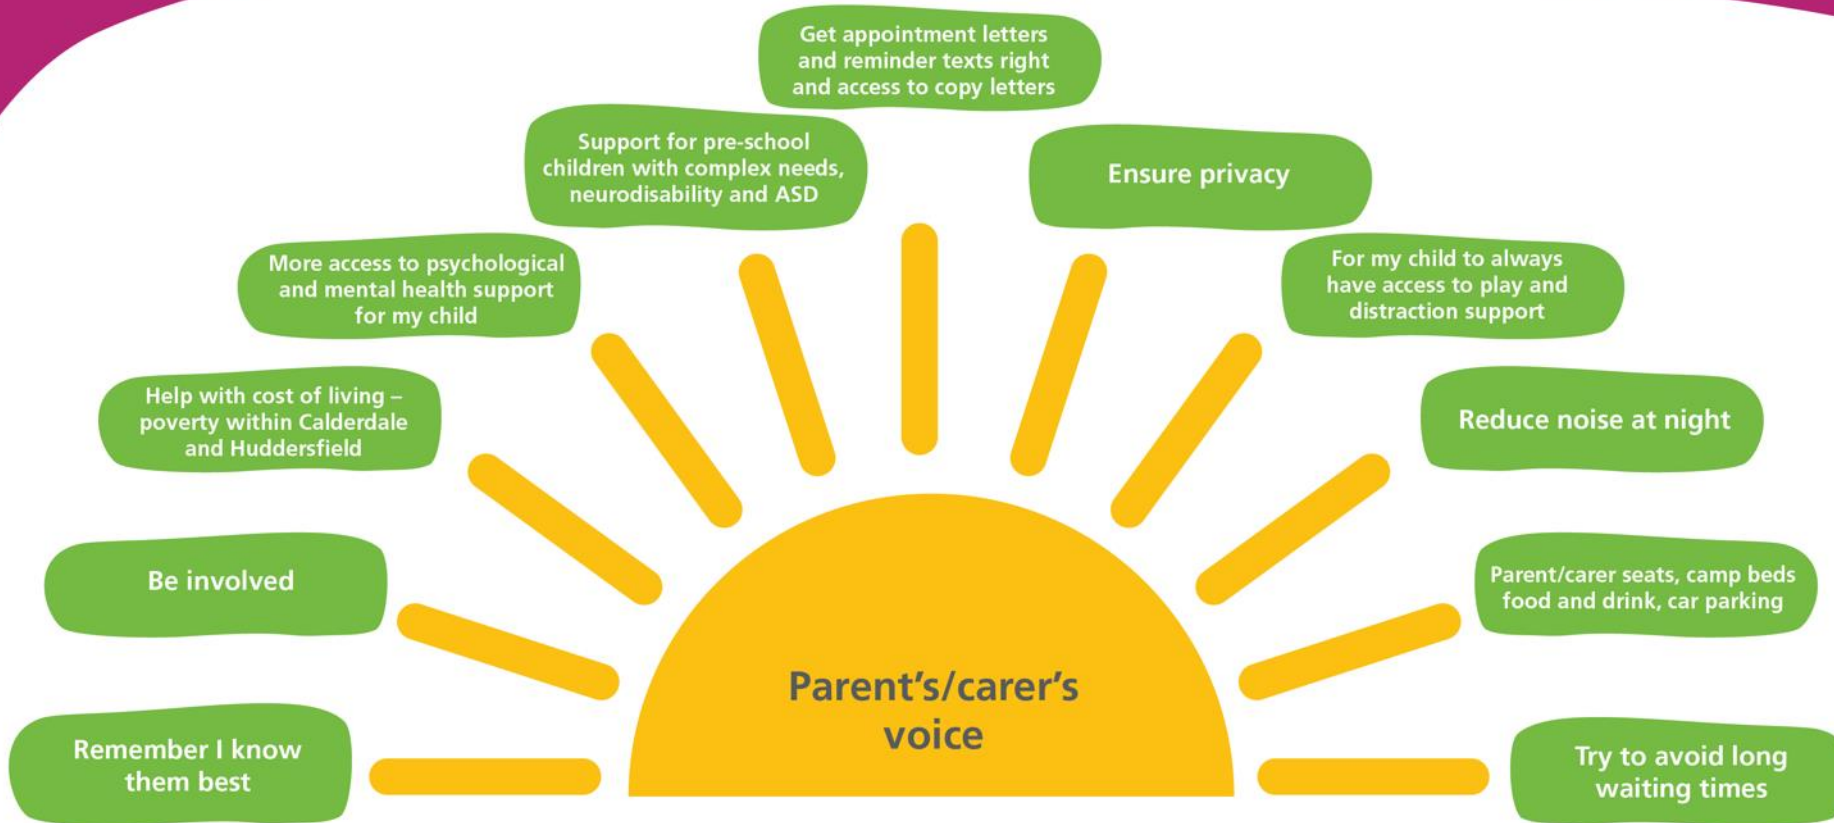 Get appointment letters
and reminder texts right
and access to copy letters
Support for pre-school
children with complex needs,
neurodisability and ASD
Ensure privacy
More access to psychological
and mental health support
for my child
For my child to always
have access to play and
distraction support
Help with cost of living –
poverty within Calderdale
and Huddersfield
Reduce noise at night
Be involved
Parent/carer seats, camp beds
food and drink, car parking
Parent's/carer's
voice
Remember I know
them best
Try to avoid long
waiting times